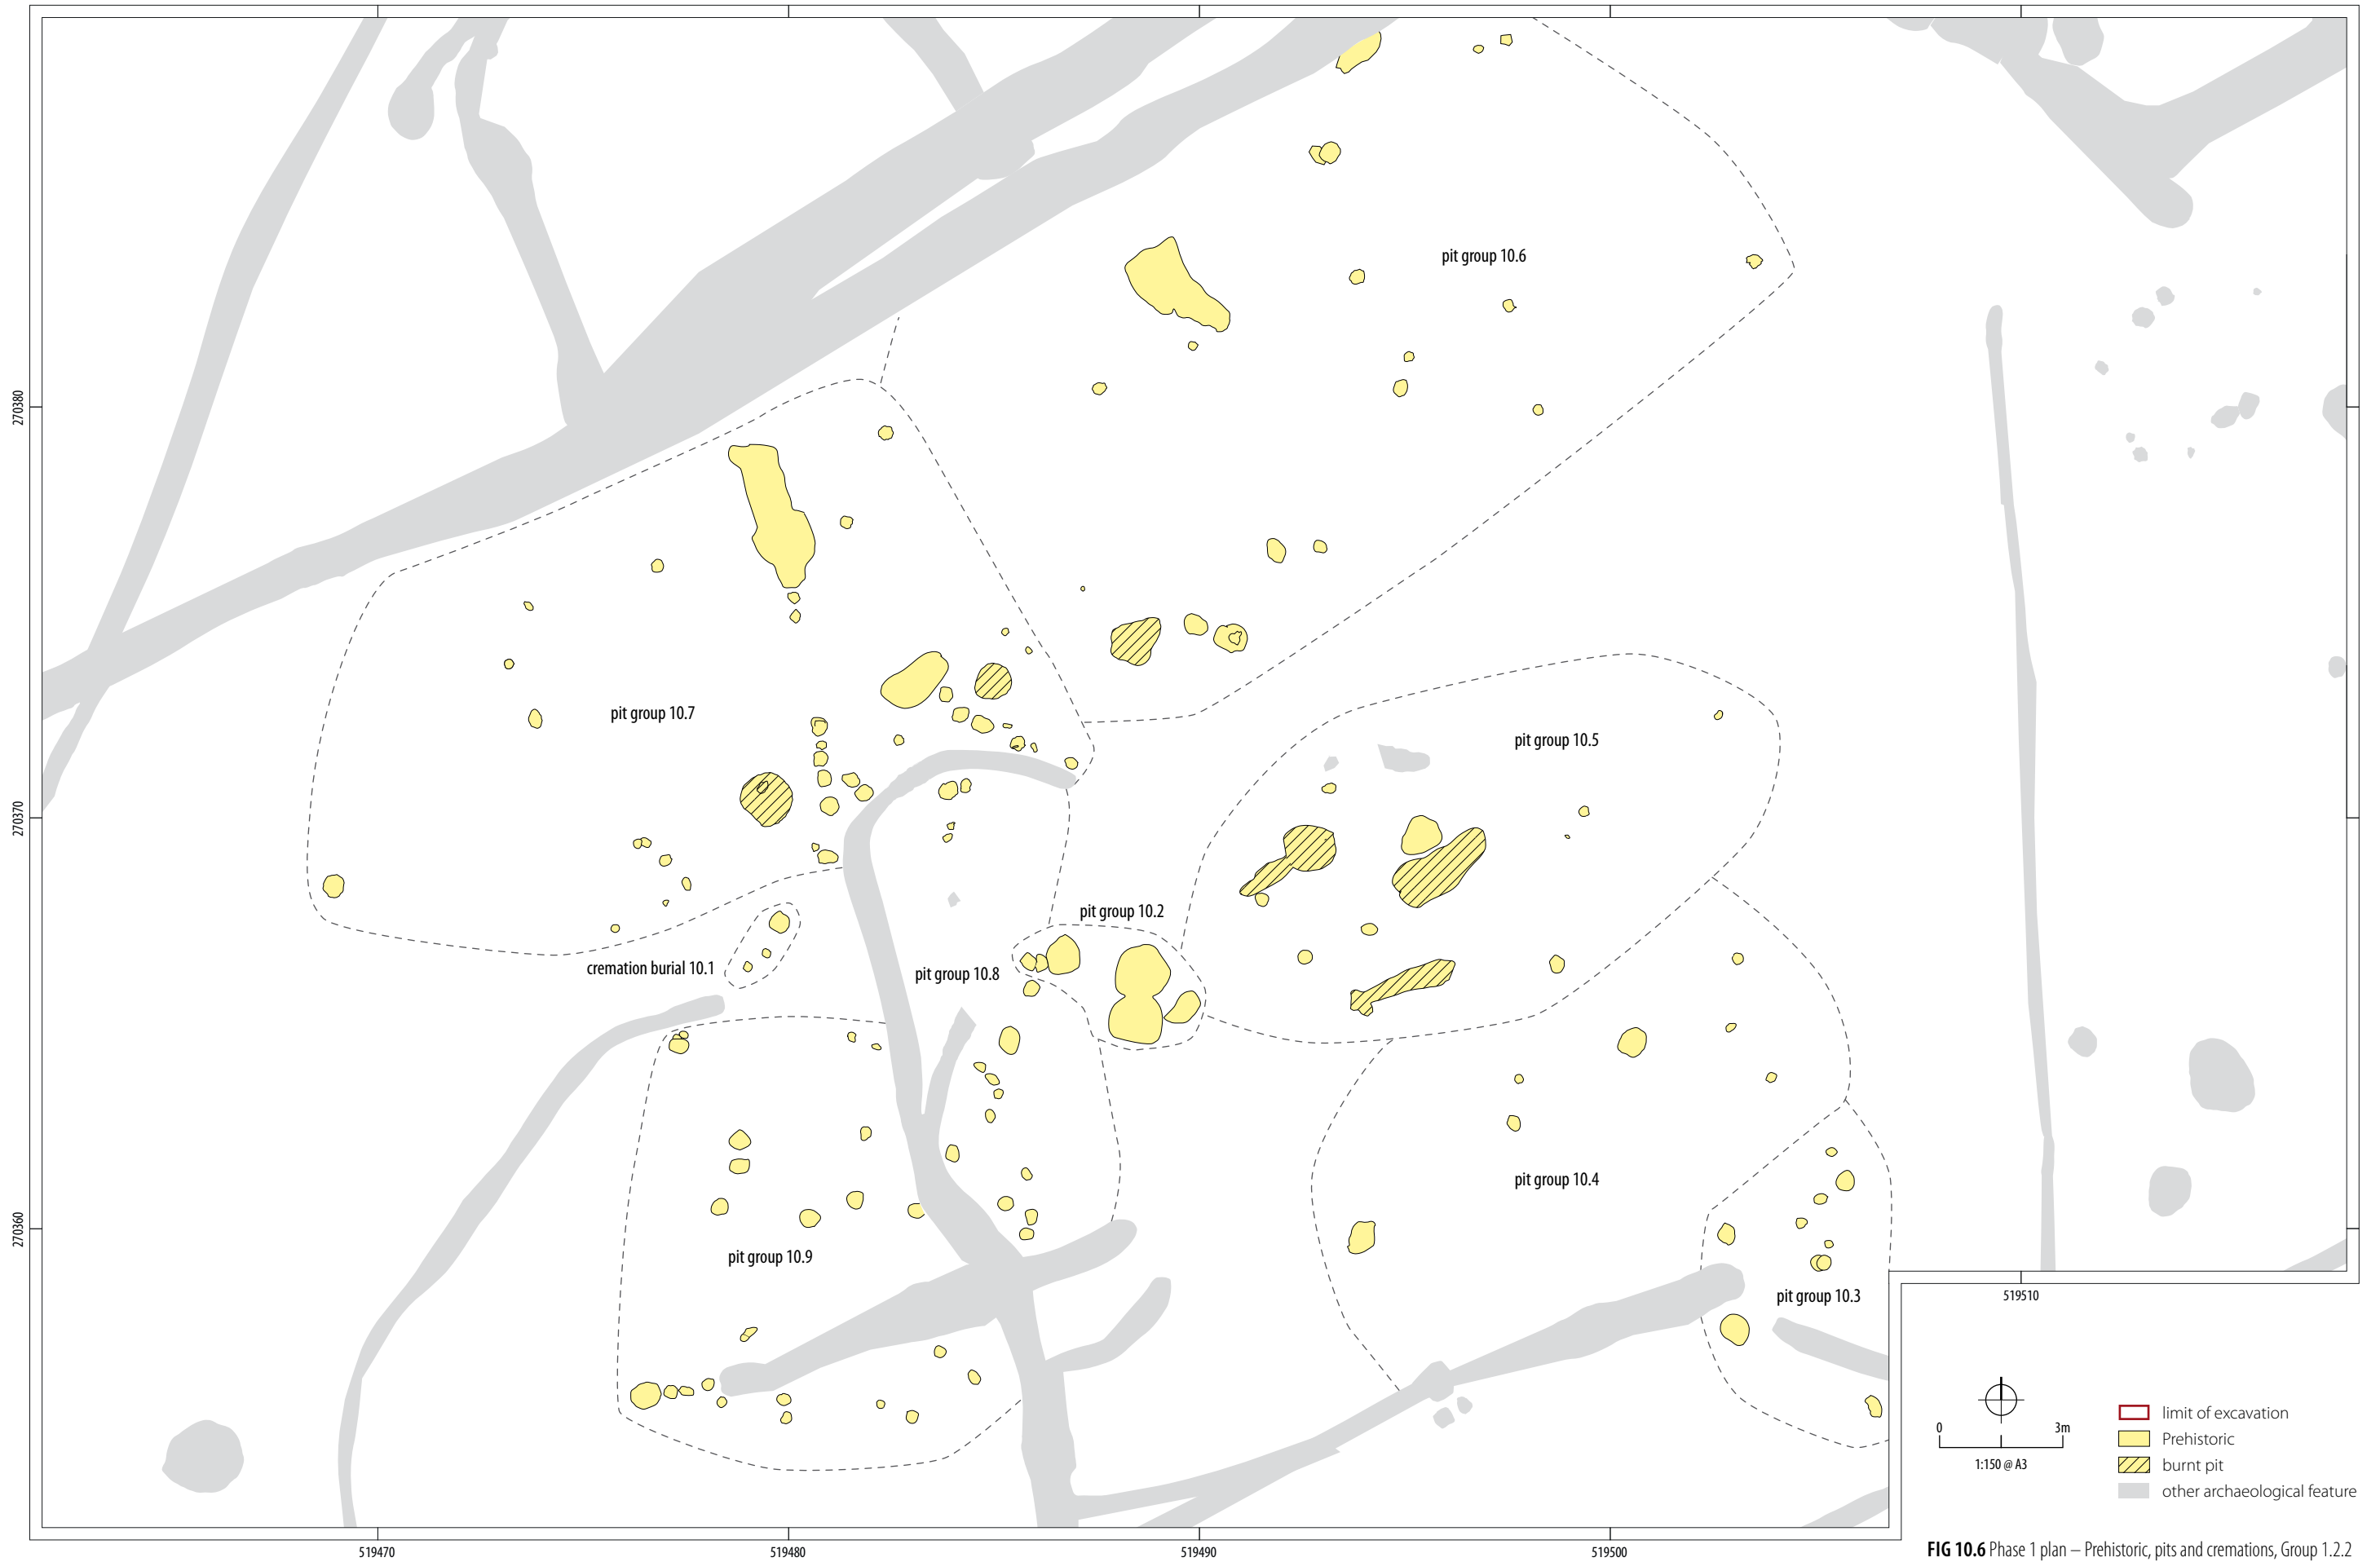 pit group 10.6
270380
pit group 10.7
pit group 10.5
270370
pit group 10.2
cremation burial 10.1
pit group 10.8
pit group 10.4
270360
pit group 10.9
pit group 10.3
519510
0 3m
1:150 @ A3
limit of excavation
Prehistoric
burnt pit
other archaeological feature
519470 519480 519490 519500
FIG 10.6 Phase 1 plan – Prehistoric, pits and cremations, Group 1.2.2